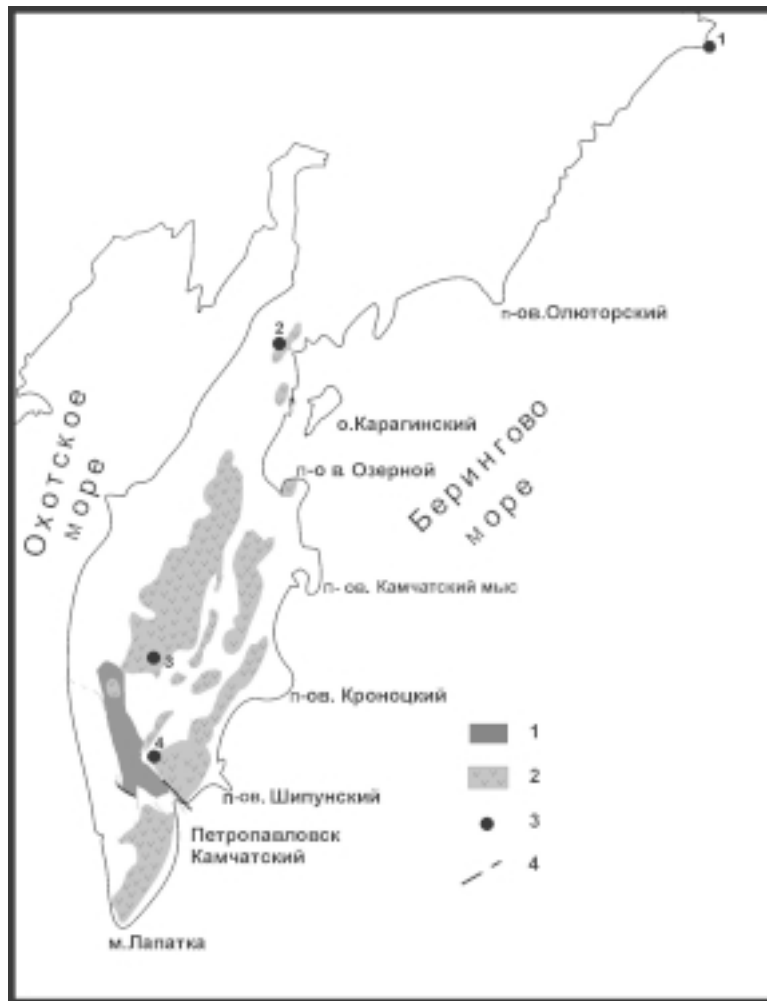 1
п-ов.Олюторский
2
о.Карагинский
Охотское
море
Берингово
море
п-о в. Озерной
п- ов. Камчатский мыс
3
п-ов. Кроноцкий
4
п-ов. Шипунский
Петропавловск
Камчатский
м.Лапатка
1
2
3
4